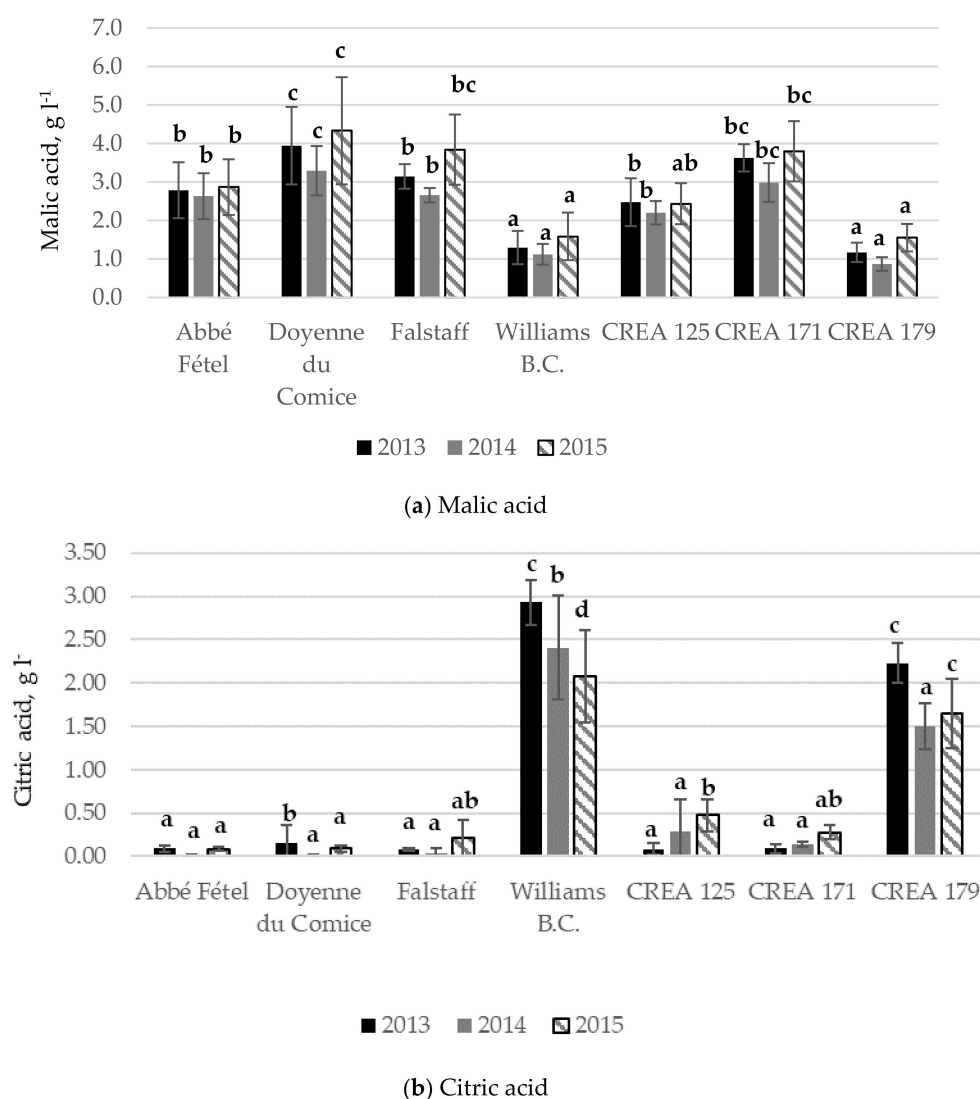 7.0
6.0
5.0
4.0
3.0
2.0
1.0
0.0
Malic acid, g l-1
b b b
c c c
b b bc
a a a
b b ab
bc bc bc
a a a
Abbé Fétel
Doyenne du Comice
Falstaff
Williams B.C.
CREA 125
CREA 171
CREA 179
2013 2014 2015
(a) Malic acid
3.50
3.00
2.50
2.00
1.50
1.00
0.50
0.00
Citric acid, g l-
a a a
b a a
a a ab
c b d
a a b
a a ab
c a c
Abbé Fétel
Doyenne du Comice
Falstaff
Williams B.C.
CREA 125
CREA 171
CREA 179
2013 2014 2015
(b) Citric acid